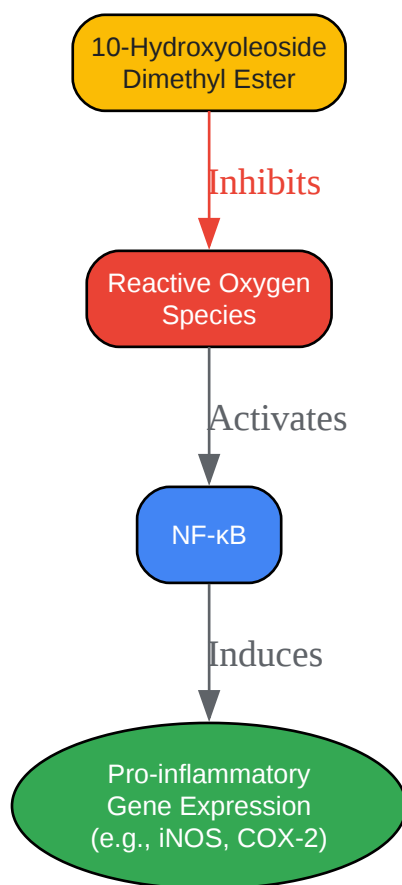 10-Hydroxyoleoside
Dimethyl Ester
Inhibits
Reactive Oxygen
Species
Activates
NF-κB
Induces
Pro-inflammatory
Gene Expression
(e.g., iNOS, COX-2)